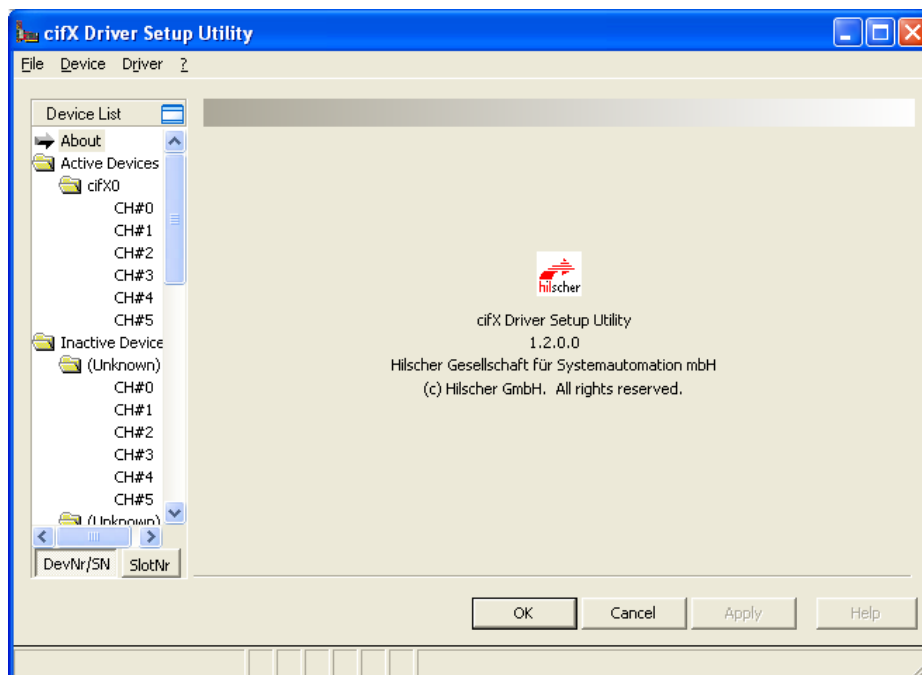 cifX Driver Setup Utility
File Device Driver ?
Device List
About
Active Devices
cifX0
CH#0
CH#1
CH#2
CH#3
CH#4
CH#5
Inactive Device
(Unknown)
CH#0
CH#1
CH#2
CH#3
CH#4
CH#5
(Unknown)
DevNr/SN SlotNr
hilscher
cifX Driver Setup Utility
1.2.0.0
Hilscher Gesellschaft für Systemautomation mbH
(c) Hilscher GmbH. All rights reserved.
OK Cancel Apply Help